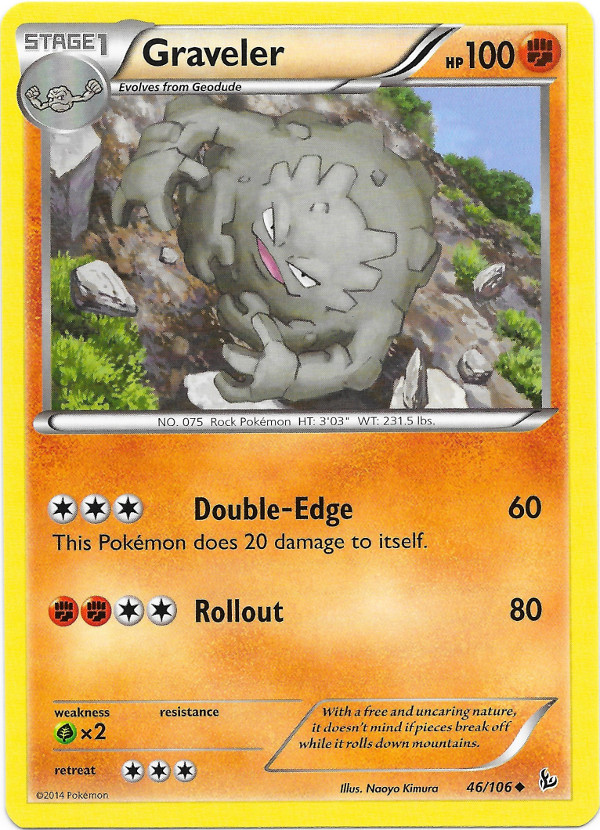 STAGE1
Graveler
HP100
Evolves from Geodude
NO. 075 Rock Pokémon HT: 3'03" WT: 231.5 lbs.
Double-Edge 60
This Pokémon does 20 damage to itself.
Rollout 80
weakness resistance
×2
With a free and uncaring nature,
it doesn't mind if pieces break off
while it rolls down mountains.
retreat
©2014 Pokémon
Illus. Naoyo Kimura 46/106